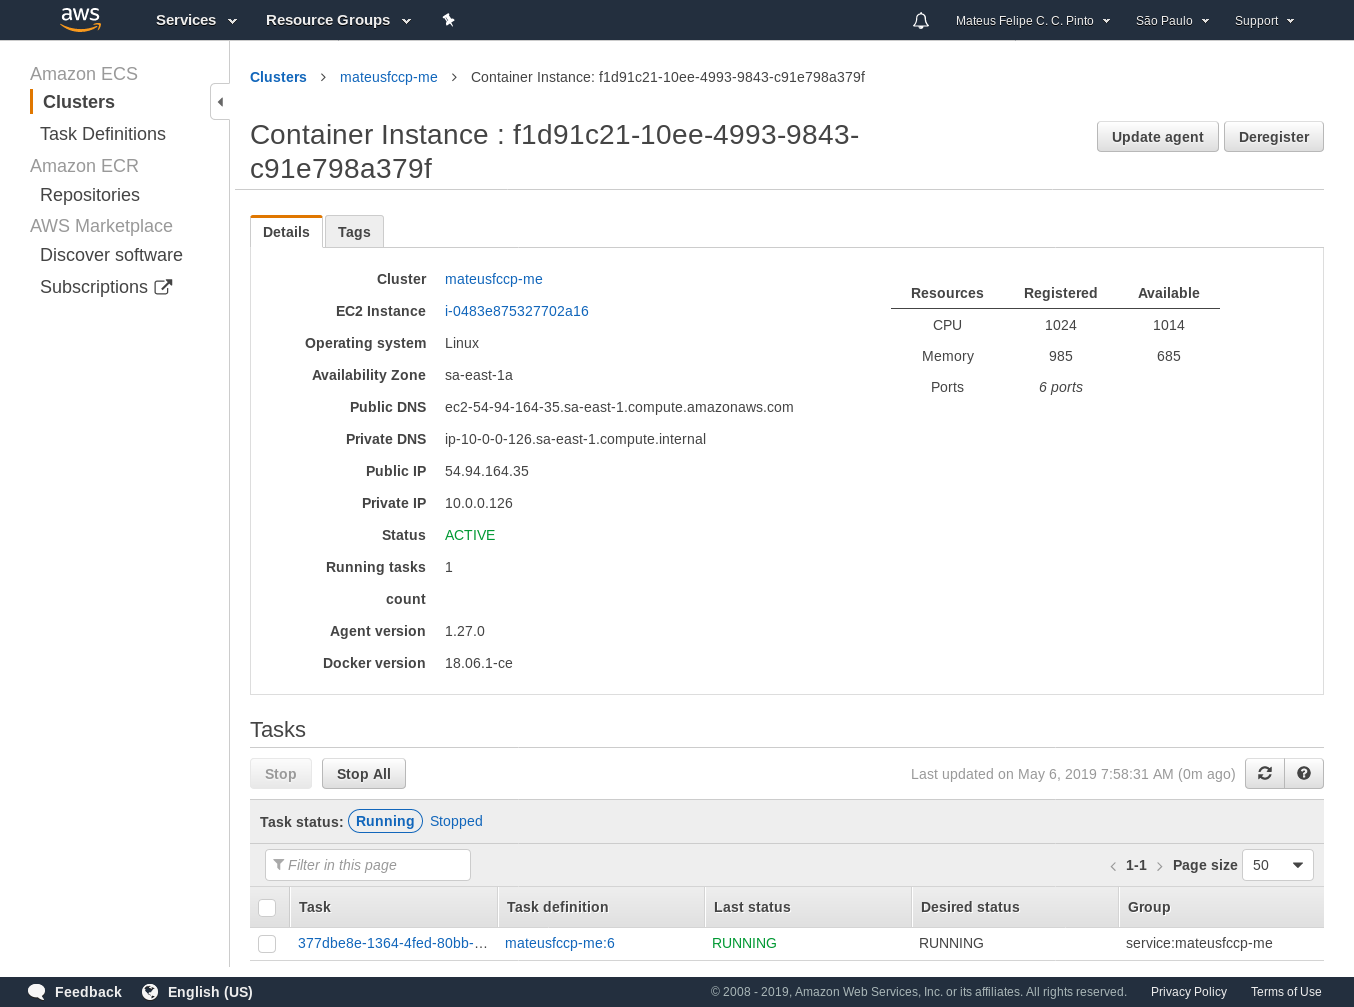 aws Services Resource Groups Mateus Felipe C. C. Pinto São Paulo Support
Amazon ECS
Clusters
Task Definitions
Amazon ECR
Repositories
AWS Marketplace
Discover software
Subscriptions
Clusters > mateusfccp-me > Container Instance: f1d91c21-10ee-4993-9843-c91e798a379f
Container Instance : f1d91c21-10ee-4993-9843-
c91e798a379f
Update agent Deregister
Details Tags
Cluster mateusfccp-me
EC2 Instance i-0483e875327702a16
Operating system Linux
Availability Zone sa-east-1a
Public DNS ec2-54-94-164-35.sa-east-1.compute.amazonaws.com
Private DNS ip-10-0-0-126.sa-east-1.compute.internal
Public IP 54.94.164.35
Private IP 10.0.0.126
Status ACTIVE
Running tasks 1
count
Agent version 1.27.0
Docker version 18.06.1-ce
Resources Registered Available
CPU 1024 1014
Memory 985 685
Ports 6 ports
Tasks
Stop Stop All Last updated on May 6, 2019 7:58:31 AM (0m ago)
Task status: Running Stopped
Filter in this page < 1-1 > Page size 50
Task Task definition Last status Desired status Group
377dbe8e-1364-4fed-80bb-... mateusfccp-me:6 RUNNING RUNNING service:mateusfccp-me
Feedback English (US) © 2008 - 2019, Amazon Web Services, Inc. or its affiliates. All rights reserved. Privacy Policy Terms of Use